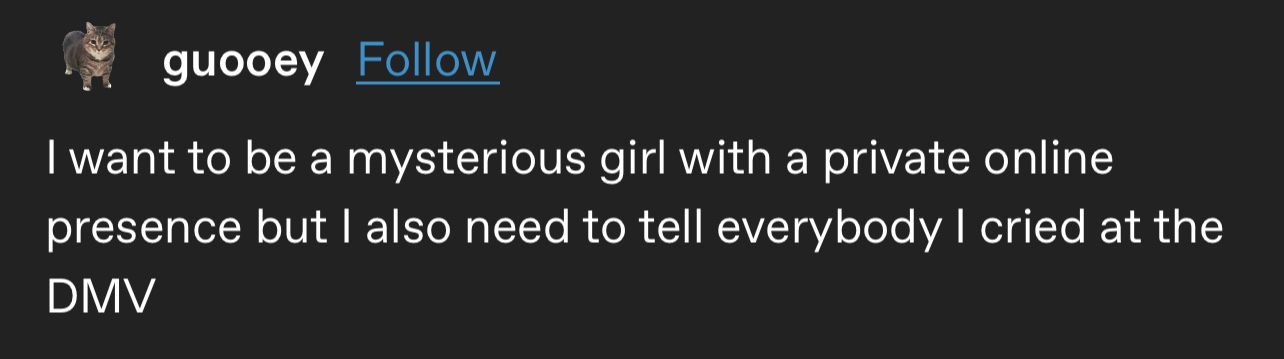 guooey Follow
I want to be a mysterious girl with a private online
presence but I also need to tell everybody I cried at the
DMV